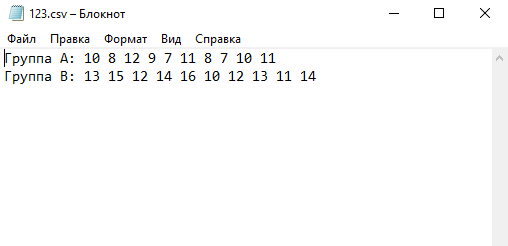 123.csv – Блокнот
Файл Правка Формат Вид Справка
Группа A: 10 8 12 9 7 11 8 7 10 11
Группа B: 13 15 12 14 16 10 12 13 11 14